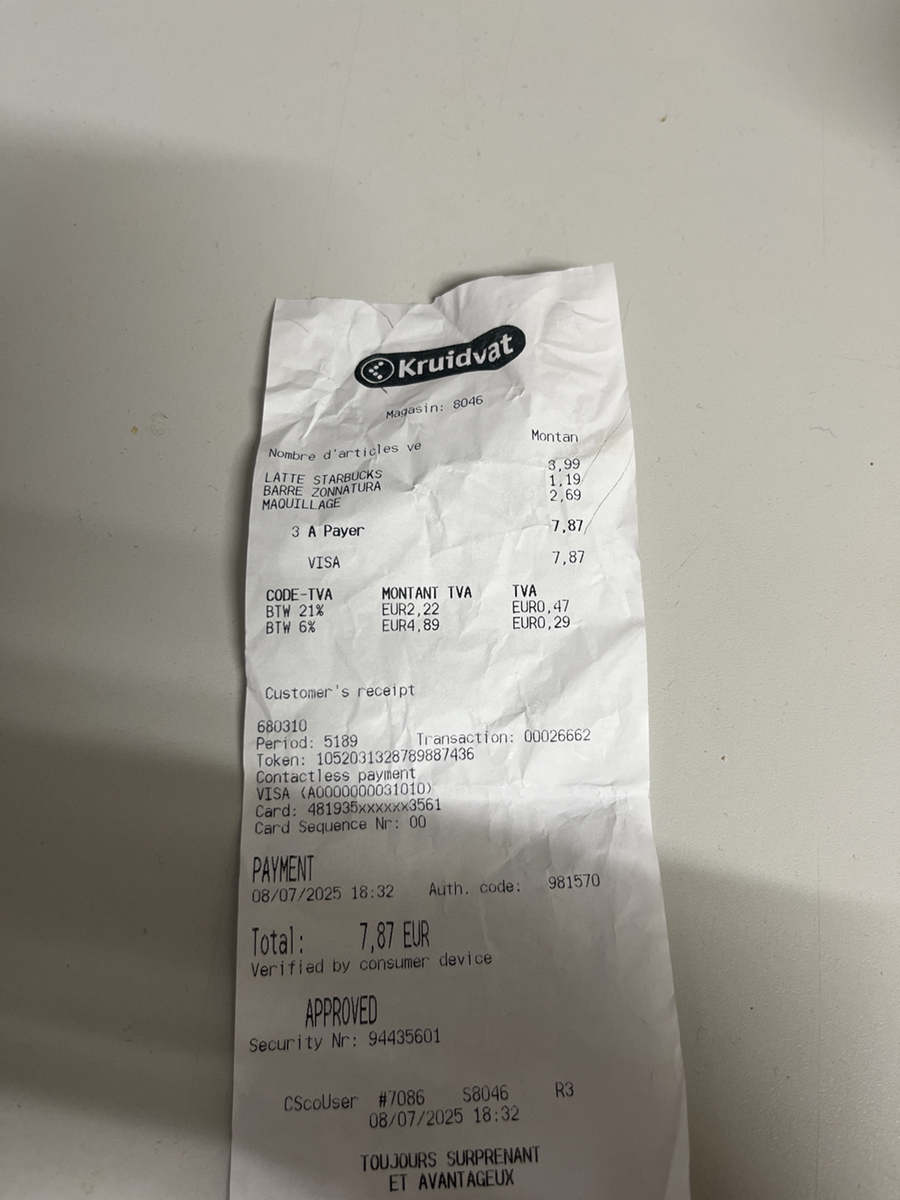 Kruidvat
Magasin: 8046
Nombre d'articles ve Montan
LATTE STARBUCKS 3,99
BARRE ZONNATURA 1,19
MAQUILLAGE 2,69
3 A Payer 7,87
VISA 7,87
CODE-TVA MONTANT TVA TVA
BTW 21% EUR2,22 EUR0,47
BTW 6% EUR4,89 EUR0,29
Customer's receipt
680310
Period: 5189 Transaction: 00026662
Token: 1052031328789887436
Contactless payment
VISA (A0000000031010)
Card: 481935xxxxxx3561
Card Sequence Nr: 00
PAYMENT
08/07/2025 18:32 Auth. code: 981570
Total: 7,87 EUR
Verified by consumer device
APPROVED
Security Nr: 94435601
CScoUser #7086 S8046 R3
08/07/2025 18:32
TOUJOURS SURPRENANT
ET AVANTAGEUX